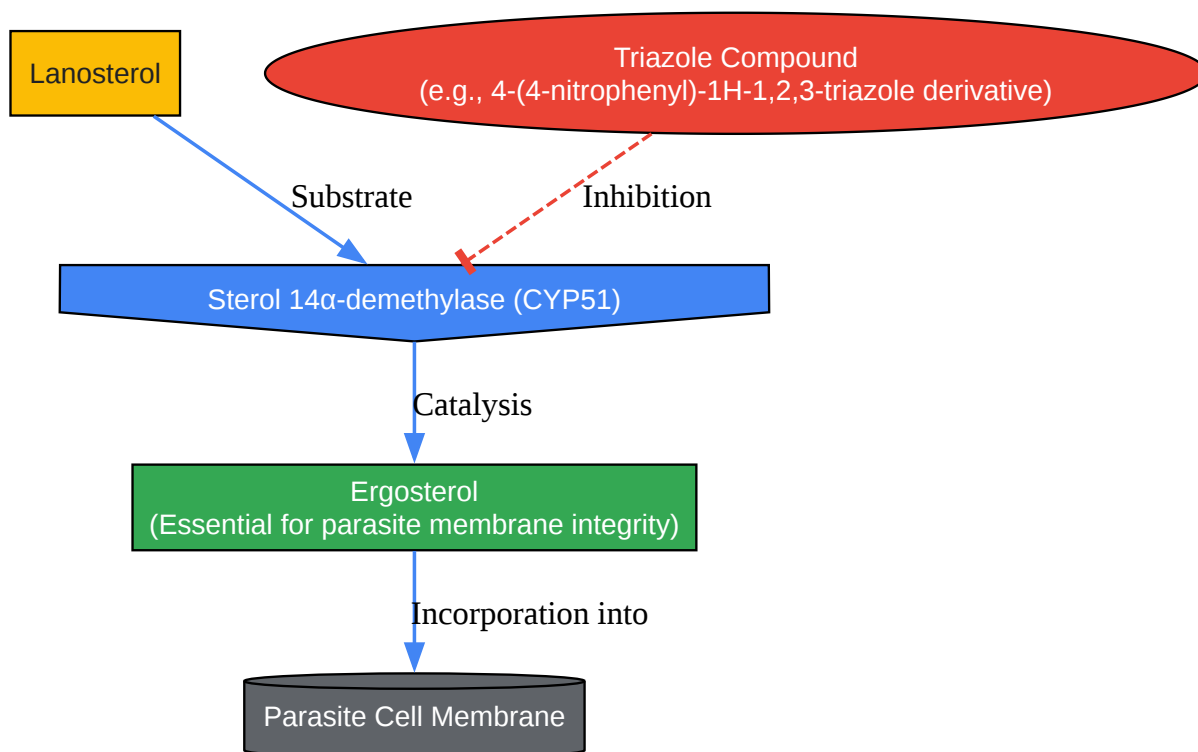 Lanosterol
Triazole Compound
(e.g., 4-(4-nitrophenyl)-1H-1,2,3-triazole derivative)
Substrate
Inhibition
Sterol 14α-demethylase (CYP51)
Catalysis
Ergosterol
(Essential for parasite membrane integrity)
Incorporation into
Parasite Cell Membrane